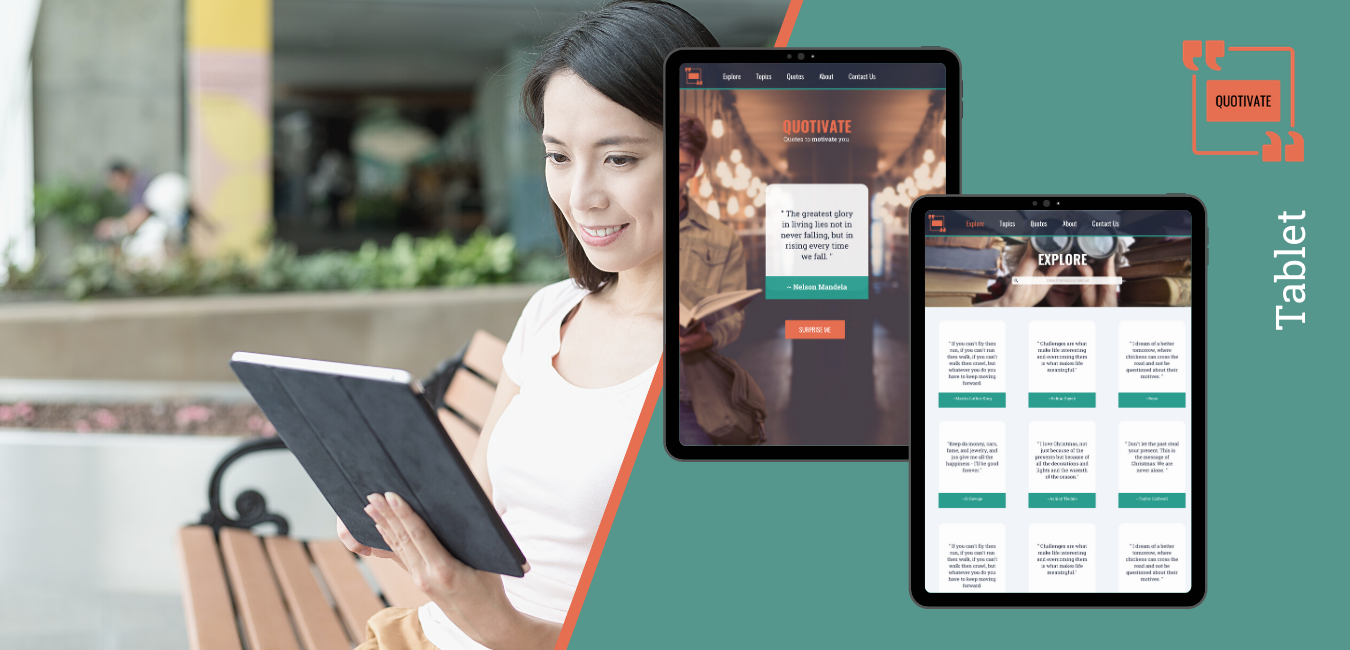 Explore Topics Quotes About Contact Us
QUOTIVATE
Quotes to motivate you
" The greatest glory
in living lies not in
never falling, but in
rising every time
we fall. "
~ Nelson Mandela
SURPRISE ME
Explore Topics Quotes About Contact Us
EXPLORE
" If you can't fly then
run, if you can't run
then walk, if you can't
walk then crawl, but
whatever you do you
have to keep moving
forward.
" Challenges are what
make life interesting
and overcoming them
is what makes life
meaningful "
" I dream of a better
tomorrow, where
chickens can cross the
road and not be
questioned about their
motives. "
"Keep da money, cars,
fame, and jewelry, and
jus give me all the
happiness - I'll be good
forever."
" I love Christmas, not
just because of the
presents but because of
all the decorations and
lights and the warmth
of the season."
" Don't let the past steal
your present. This is
the message of
Christmas: We are
never alone. "
" If you can't fly then
run, if you can't run
then walk, if you can't
walk then crawl, but
whatever you do you
have to keep moving
forward.
" Challenges are what
make life interesting
and overcoming them
is what makes life
meaningful "
" I dream of a better
tomorrow, where
chickens can cross the
road and not be
questioned about their
motives. "
QUOTIVATE
Tablet